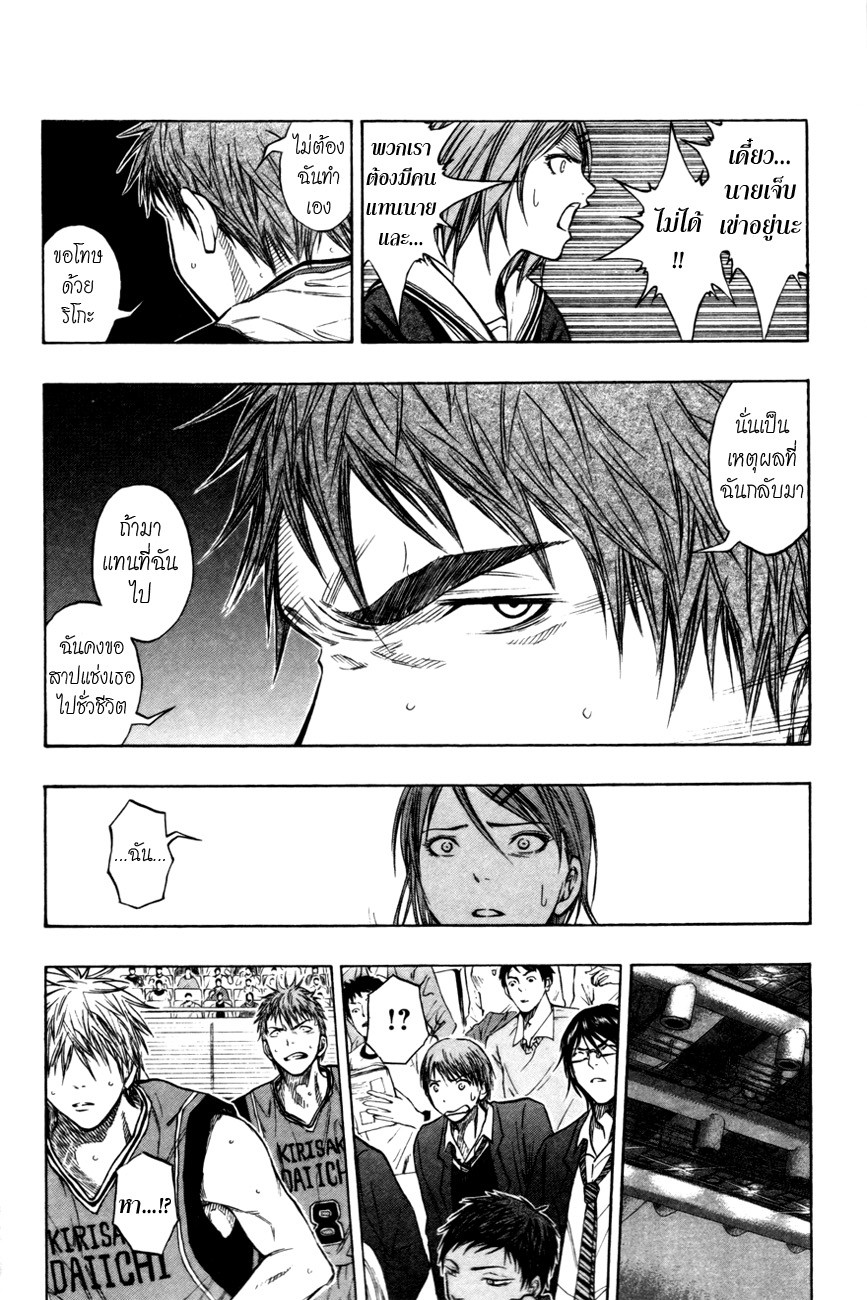 เดี๋ยว...
นายเจ็บ
เข่าอยู่นะ
ไม่ได้
!!
พวกเรา
ต้องมีคน
แทนนาย
และ...
ไม่ต้อง
ฉันทำ
เอง
ขอโทษ
ด้วย
ริโกะ
นั่นเป็น
เหตุผลที่
ฉันกลับมา
ถ้ามา
แทนที่ฉัน
ไป
ฉันคงขอ
สาปแช่งเธอ
ไปชั่วชีวิต
...ฉัน...
!?
หา...!?
KIRISAK
DAIICHI
8
KIRISA
DAIICHI